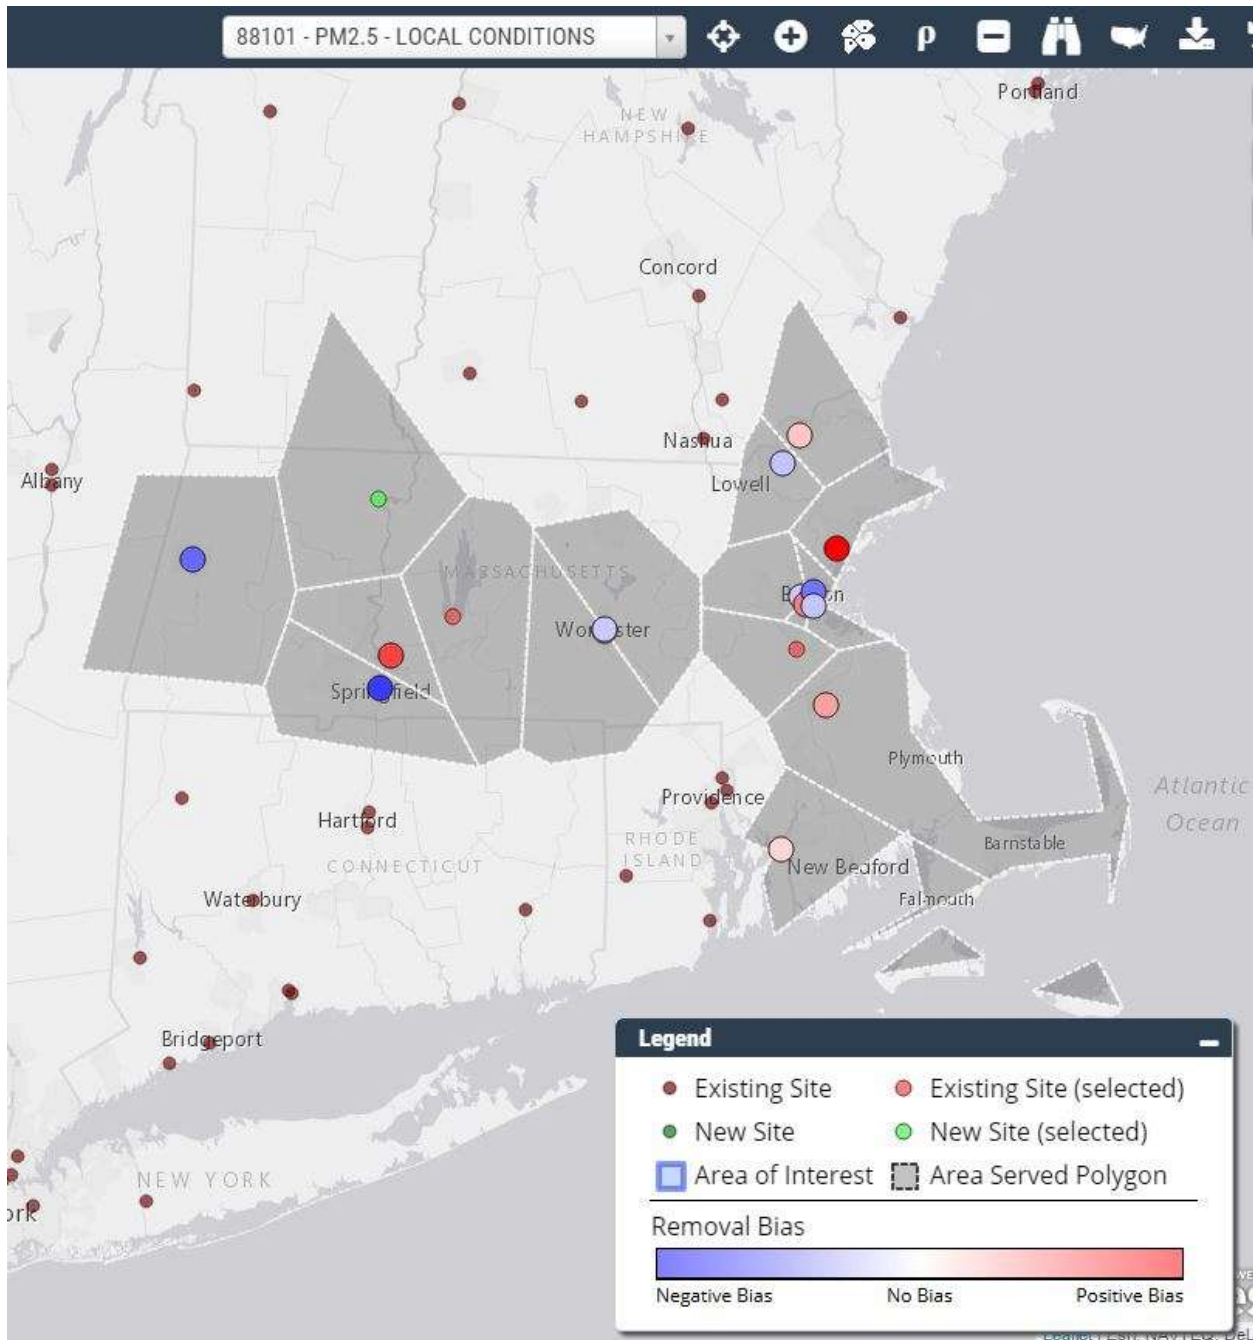 88101 - PM2.5 - LOCAL CONDITIONS
ρ
Portland
NEW
HAMPSHIRE
Concord
Nashua
Albany
Lowell
MASSACHUSETTS
Boston
Worcester
Springfield
Plymouth
Providence
Atlantic
Ocean
Hartford
RHODE
ISLAND
Barnstable
CONNECTICUT
New Bedford
Waterbury
Falmouth
Bridgeport
NEW YORK
ork
Legend
Existing Site
Existing Site (selected)
New Site
New Site (selected)
Area of Interest
Area Served Polygon
Removal Bias
Negative Bias
No Bias
Positive Bias